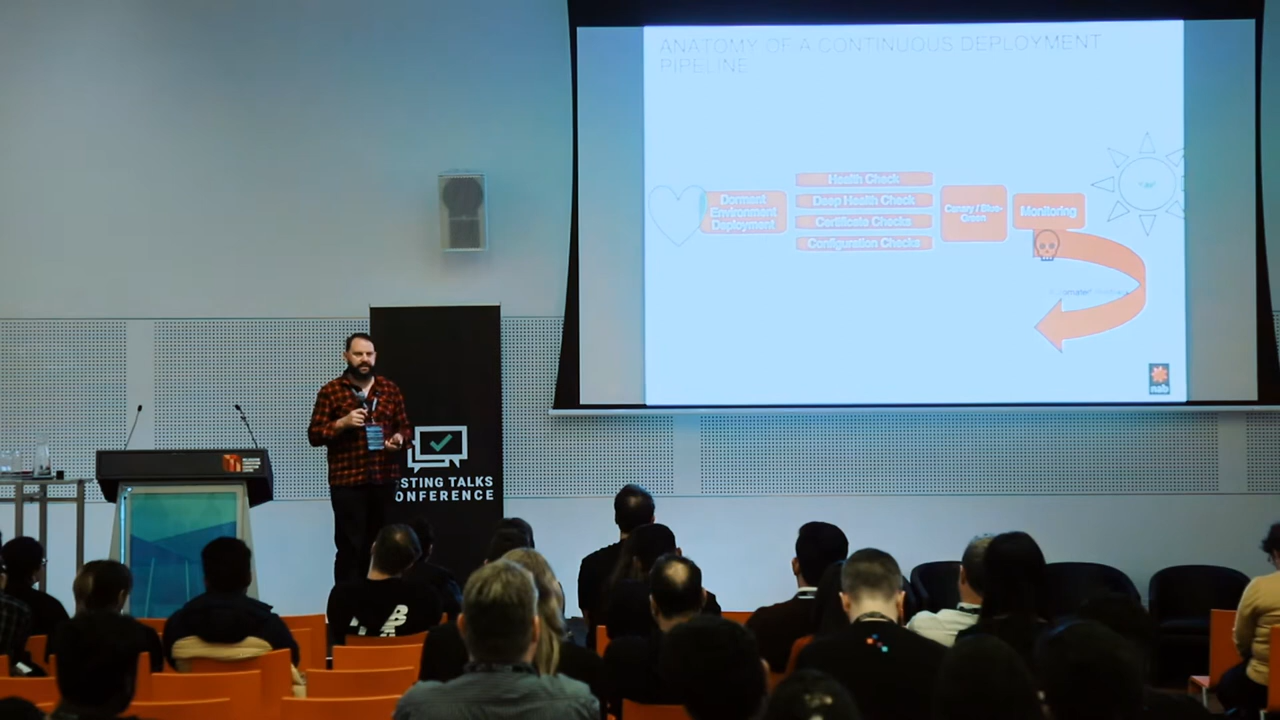 ANATOMY OF A CONTINUOUS DEPLOYMENT
PIPELINE
Dormant
Environment
Deployment
Health Check
Deep Health Check
Certificate Checks
Configuration Checks
Canary / Blue-
Green
Monitoring
nab
STING TALKS
ONFERENCE